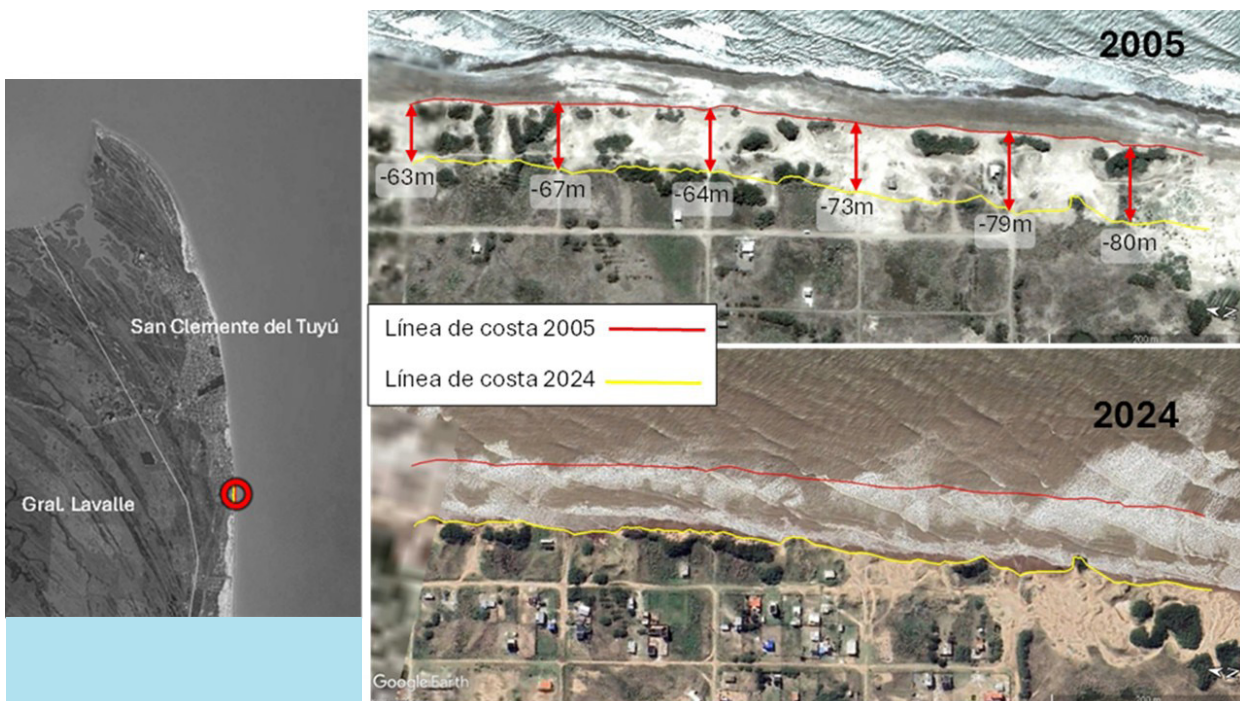 2005
-63m
-67m
-64m
-73m
-79m
-80m
San Clemente del Tuyú
Gral. Lavalle
Línea de costa 2005
Línea de costa 2024
2024
Google Earth